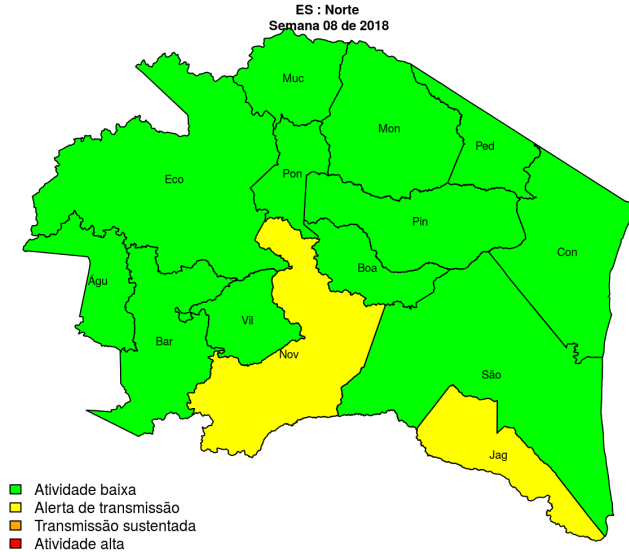 ES : Norte
Semana 08 de 2018
Muc
Mon
Ped
Eco
Pon
Pin
Con
Boa
Águ
Vil
Bar
Nov
São
Jag
Atividade baixa
Alerta de transmissão
Transmissão sustentada
Atividade alta